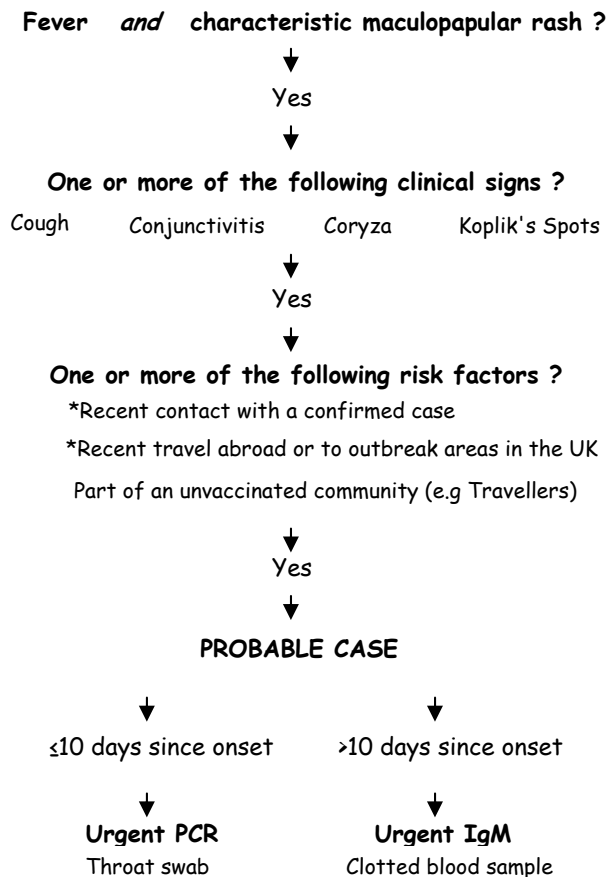 Fever and characteristic maculopapular rash ?
Yes
One or more of the following clinical signs ?
Cough Conjunctivitis Coryza Koplik's Spots
Yes
One or more of the following risk factors ?
*Recent contact with a confirmed case
*Recent travel abroad or to outbreak areas in the UK
Part of an unvaccinated community (e.g Travellers)
Yes
PROBABLE CASE
≤10 days since onset >10 days since onset
Urgent PCR Urgent IgM
Throat swab Clotted blood sample